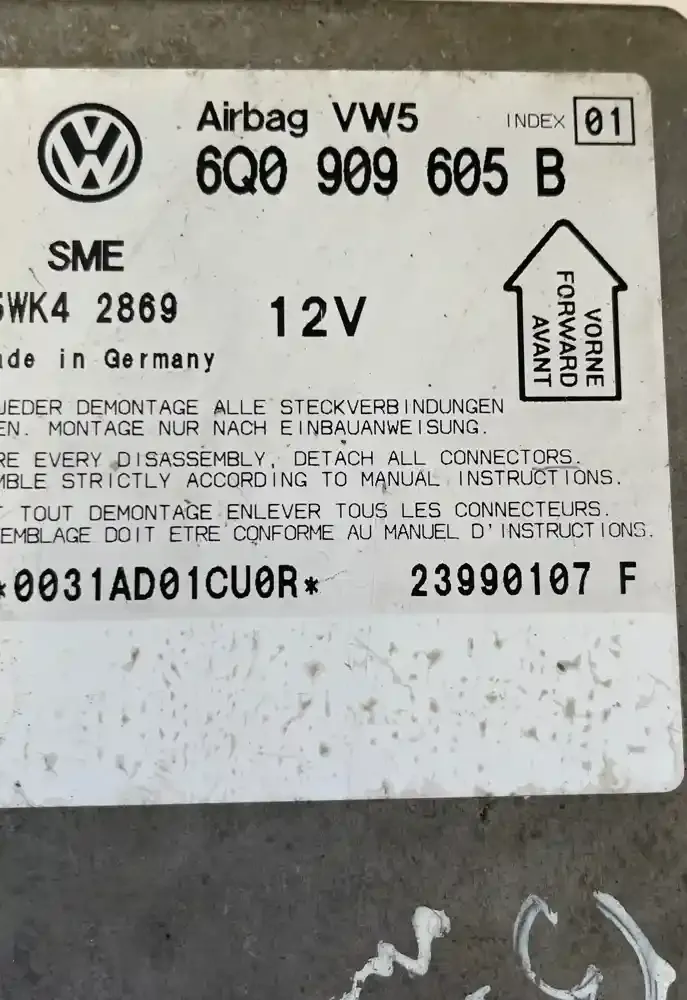 Airbag VW5 INDEX 01
6Q0 909 605 B
SME
5WK4 2869 12V
VORNE
FORWARD
AVANT
ade in Germany
JEDER DEMONTAGE ALLE STECKVERBINDUNGEN
EN. MONTAGE NUR NACH EINBAUANWEISUNG.
RE EVERY DISASSEMBLY, DETACH ALL CONNECTORS.
MBLE STRICTLY ACCORDING TO MANUAL INSTRUCTIONS.
T TOUT DEMONTAGE ENLEVER TOUS LES CONNECTEURS.
EMBLAGE DOIT ETRE CONFORME AU MANUEL D'INSTRUCTIONS.
*0031AD01CU0R* 23990107 F